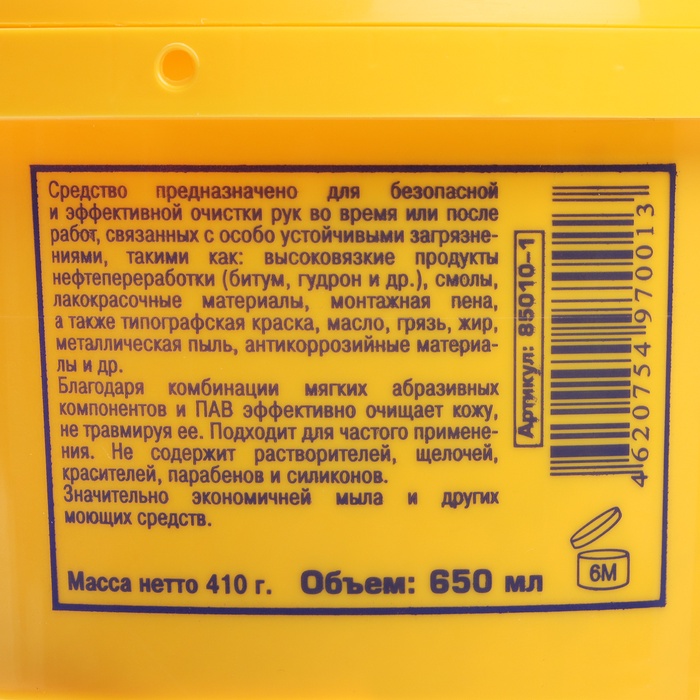 Средство предназначено для безопасной
и эффективной очистки рук во время или после
работ, связанных с особо устойчивыми загрязне-
ниями, такими как: высоковязкие продукты
нефтепереработки (битум, гудрон и др.), смолы,
лакокрасочные материалы, монтажная пена,
а также типографская краска, масло, грязь, жир,
металлическая пыль, антикоррозийные материа-
лы и др.
Благодаря комбинации мягких абразивных
компонентов и ПАВ эффективно очищает кожу,
не травмируя ее. Подходит для частого примене-
ния. Не содержит растворителей, щелочей,
красителей, парабенов и силиконов.
Значительно экономичней мыла и других
моющих средств.
Масса нетто 410 г. Объем: 650 мл
Артикул: 85010-1
4620754970013
6M